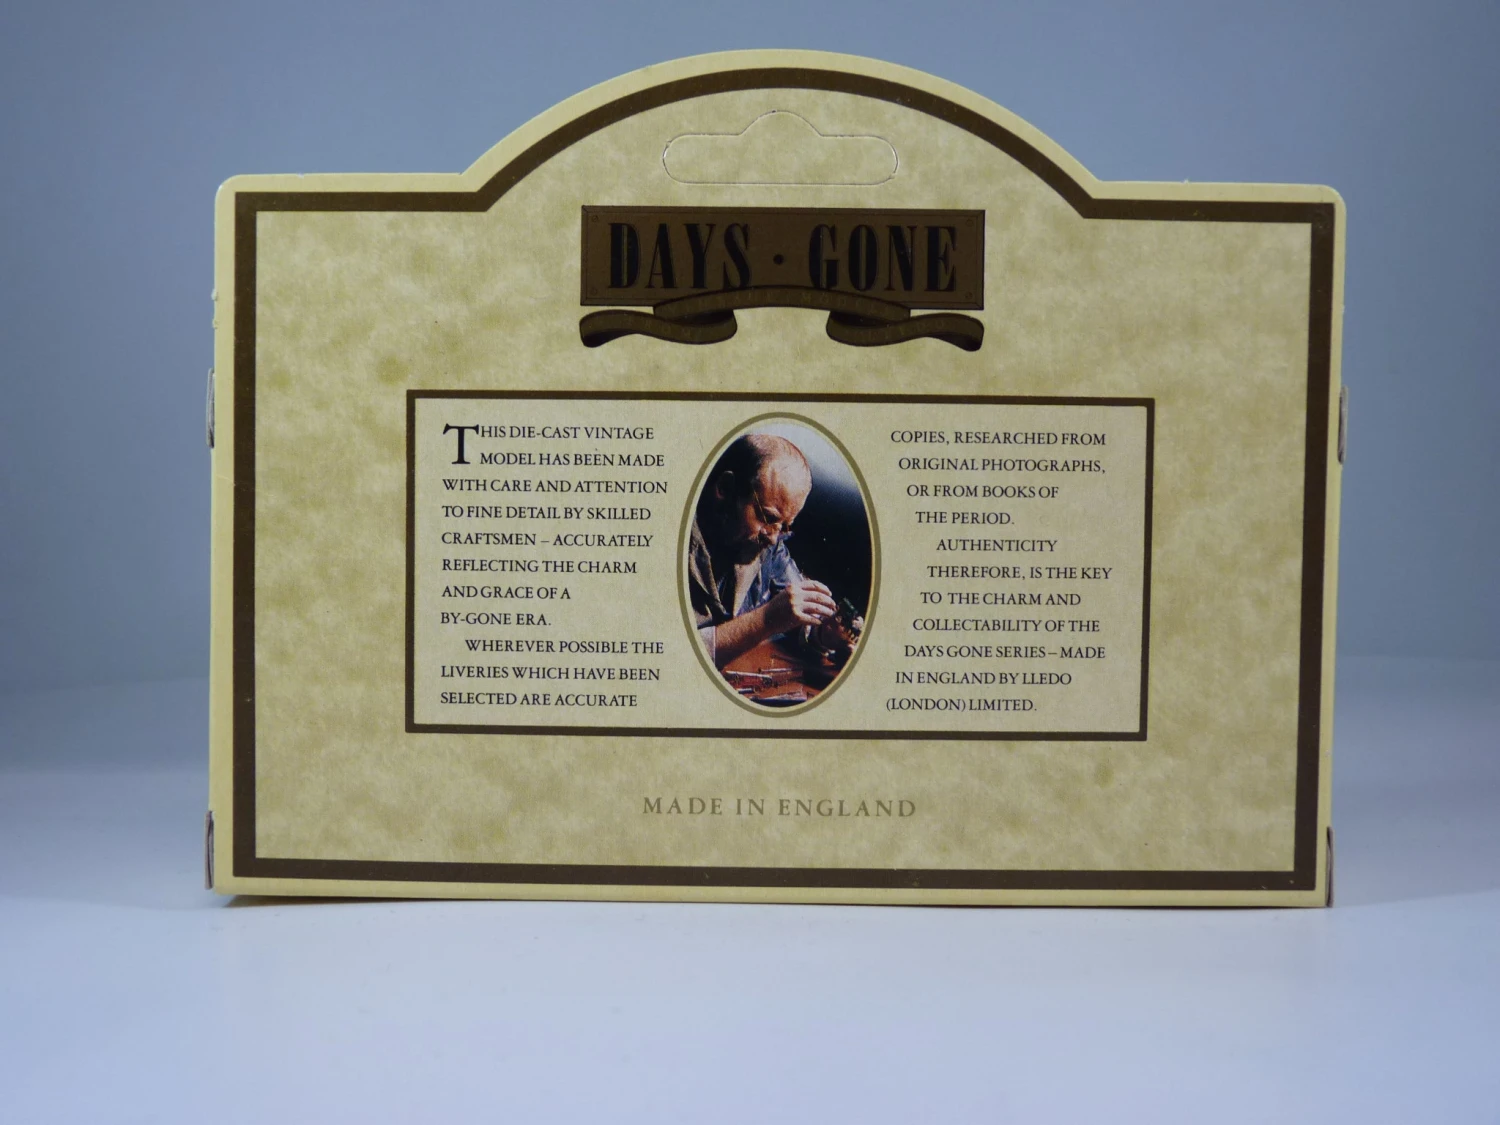 DAYS · GONE
THIS DIE-CAST VINTAGE
MODEL HAS BEEN MADE
WITH CARE AND ATTENTION
TO FINE DETAIL BY SKILLED
CRAFTSMEN – ACCURATELY
REFLECTING THE CHARM
AND GRACE OF A
BY-GONE ERA.
WHEREVER POSSIBLE THE
LIVERIES WHICH HAVE BEEN
SELECTED ARE ACCURATE
COPIES, RESEARCHED FROM
ORIGINAL PHOTOGRAPHS,
OR FROM BOOKS OF
THE PERIOD.
AUTHENTICITY
THEREFORE, IS THE KEY
TO THE CHARM AND
COLLECTABILITY OF THE
DAYS GONE SERIES – MADE
IN ENGLAND BY LLEDO
(LONDON) LIMITED.
MADE IN ENGLAND